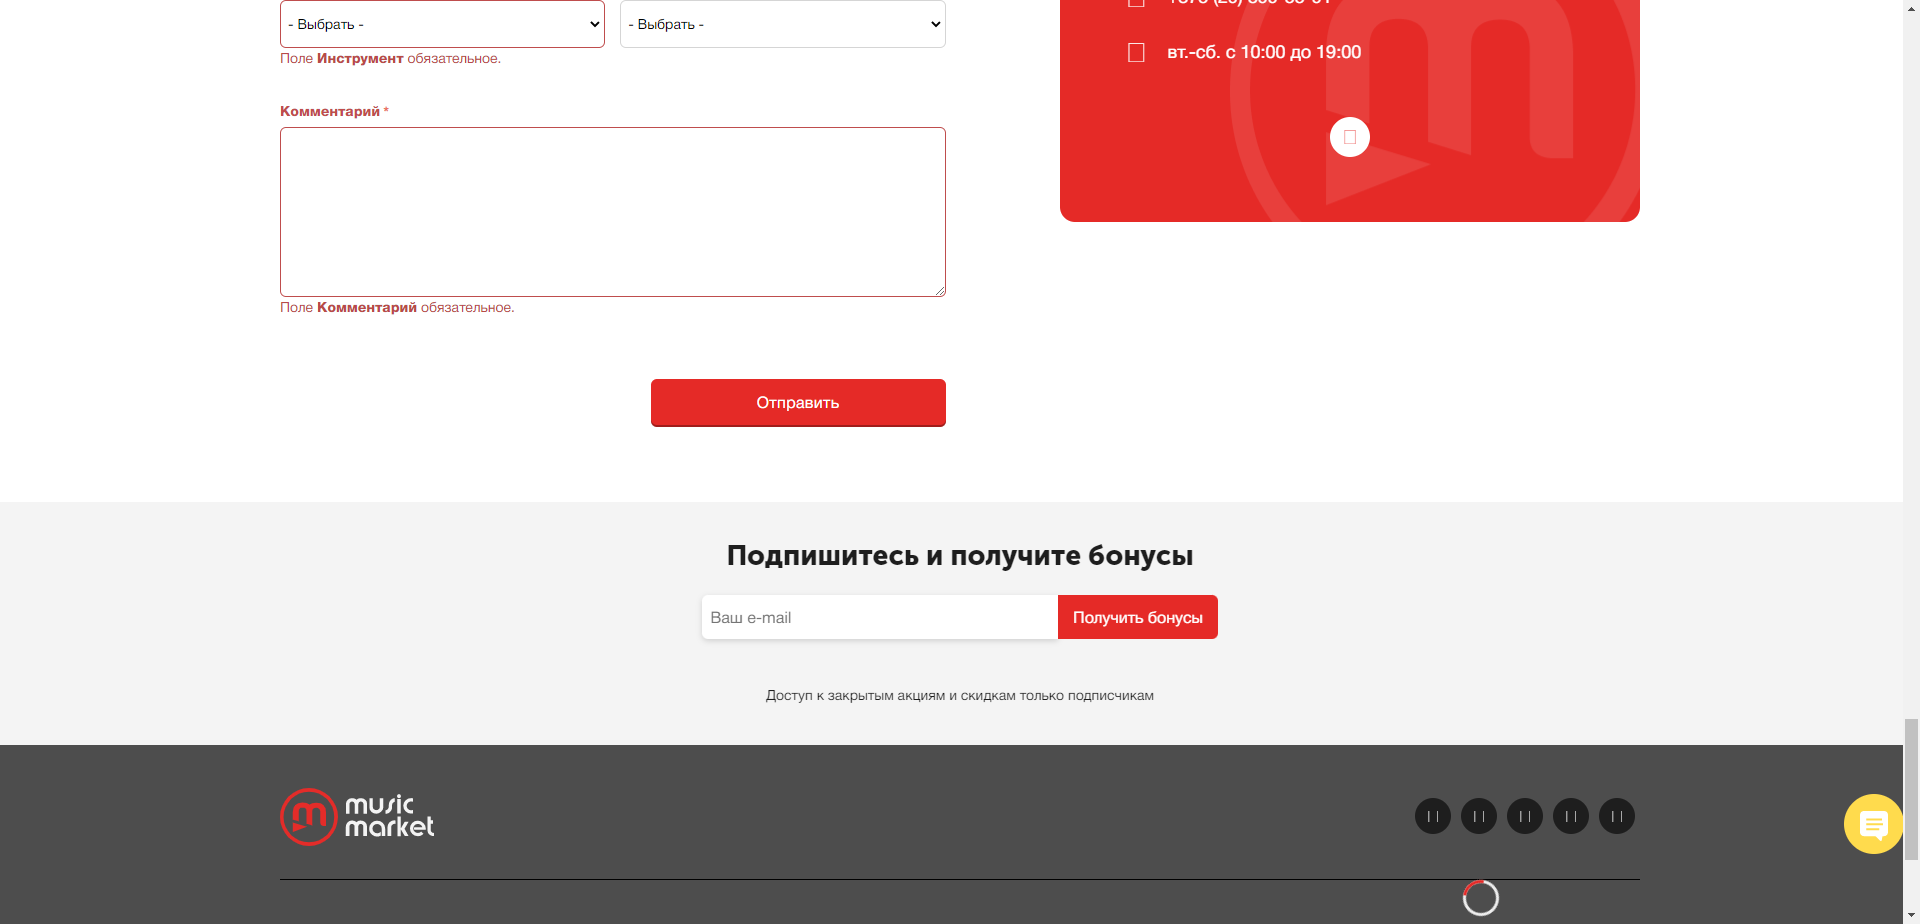 - Выбрать -
- Выбрать -
Поле Инструмент обязательное.
Комментарий *
Поле Комментарий обязательное.
Отправить
вт.-сб. с 10:00 до 19:00
Подпишитесь и получите бонусы
Ваш e-mail
Получить бонусы
Доступ к закрытым акциям и скидкам только подписчикам
music
market